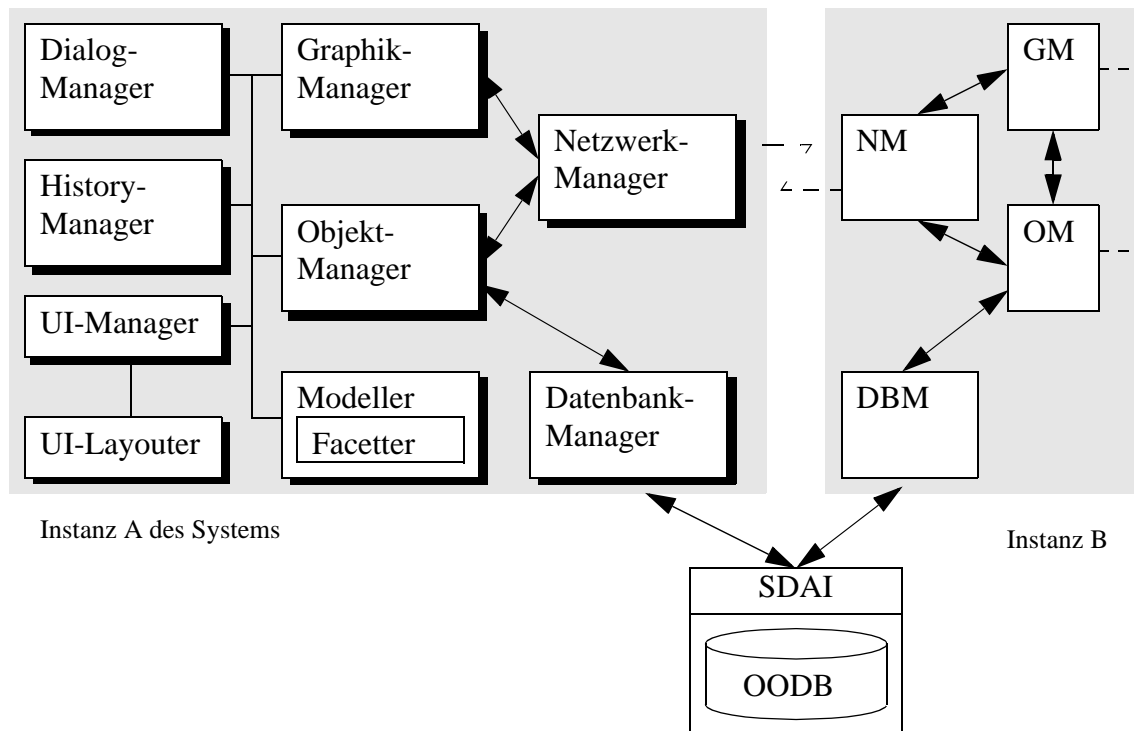 Dialog-
Manager
Graphik-
Manager
GM
Netzwerk-
Manager
NM
History-
Manager
Objekt-
Manager
OM
UI-Manager
Modeller
Facetter
Datenbank-
Manager
DBM
UI-Layouter
Instanz A des Systems
Instanz B
SDAI
OODB